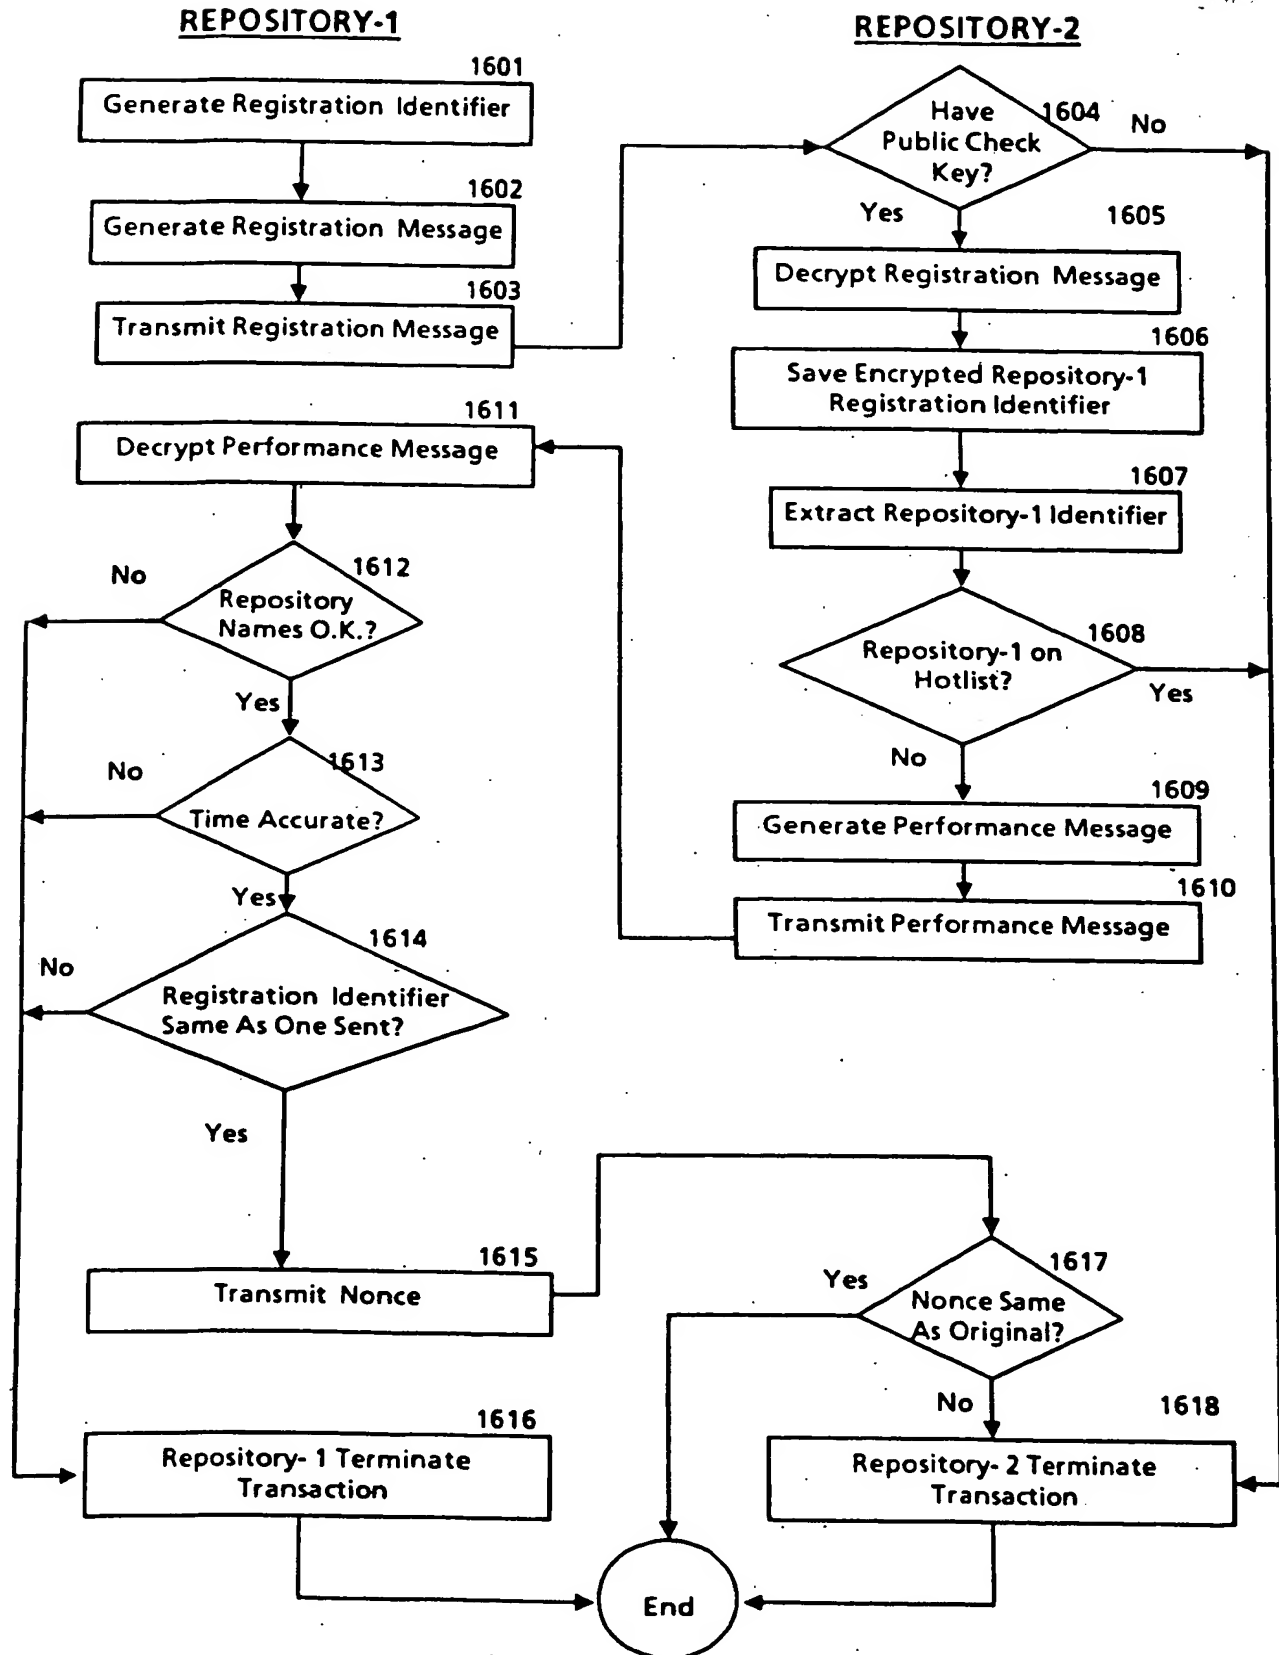 REPOSITORY-1
1601
Generate Registration Identifier
1602
Generate Registration Message
1603
Transmit Registration Message
1611
Decrypt Performance Message
1612
Repository
Names O.K.?
No
Yes
1613
Time Accurate?
No
Yes
1614
Registration Identifier
Same As One Sent?
No
Yes
1615
Transmit Nonce
1616
Repository- 1 Terminate
Transaction
REPOSITORY-2
1604
Have
Public Check
Key?
No
Yes
1605
Decrypt Registration Message
1606
Save Encrypted Repository-1
Registration Identifier
1607
Extract Repository-1 Identifier
1608
Repository-1 on
Hotlist?
Yes
No
1609
Generate Performance Message
1610
Transmit Performance Message
1617
Nonce Same
As Original?
Yes
No
1618
Repository- 2 Terminate
Transaction
End